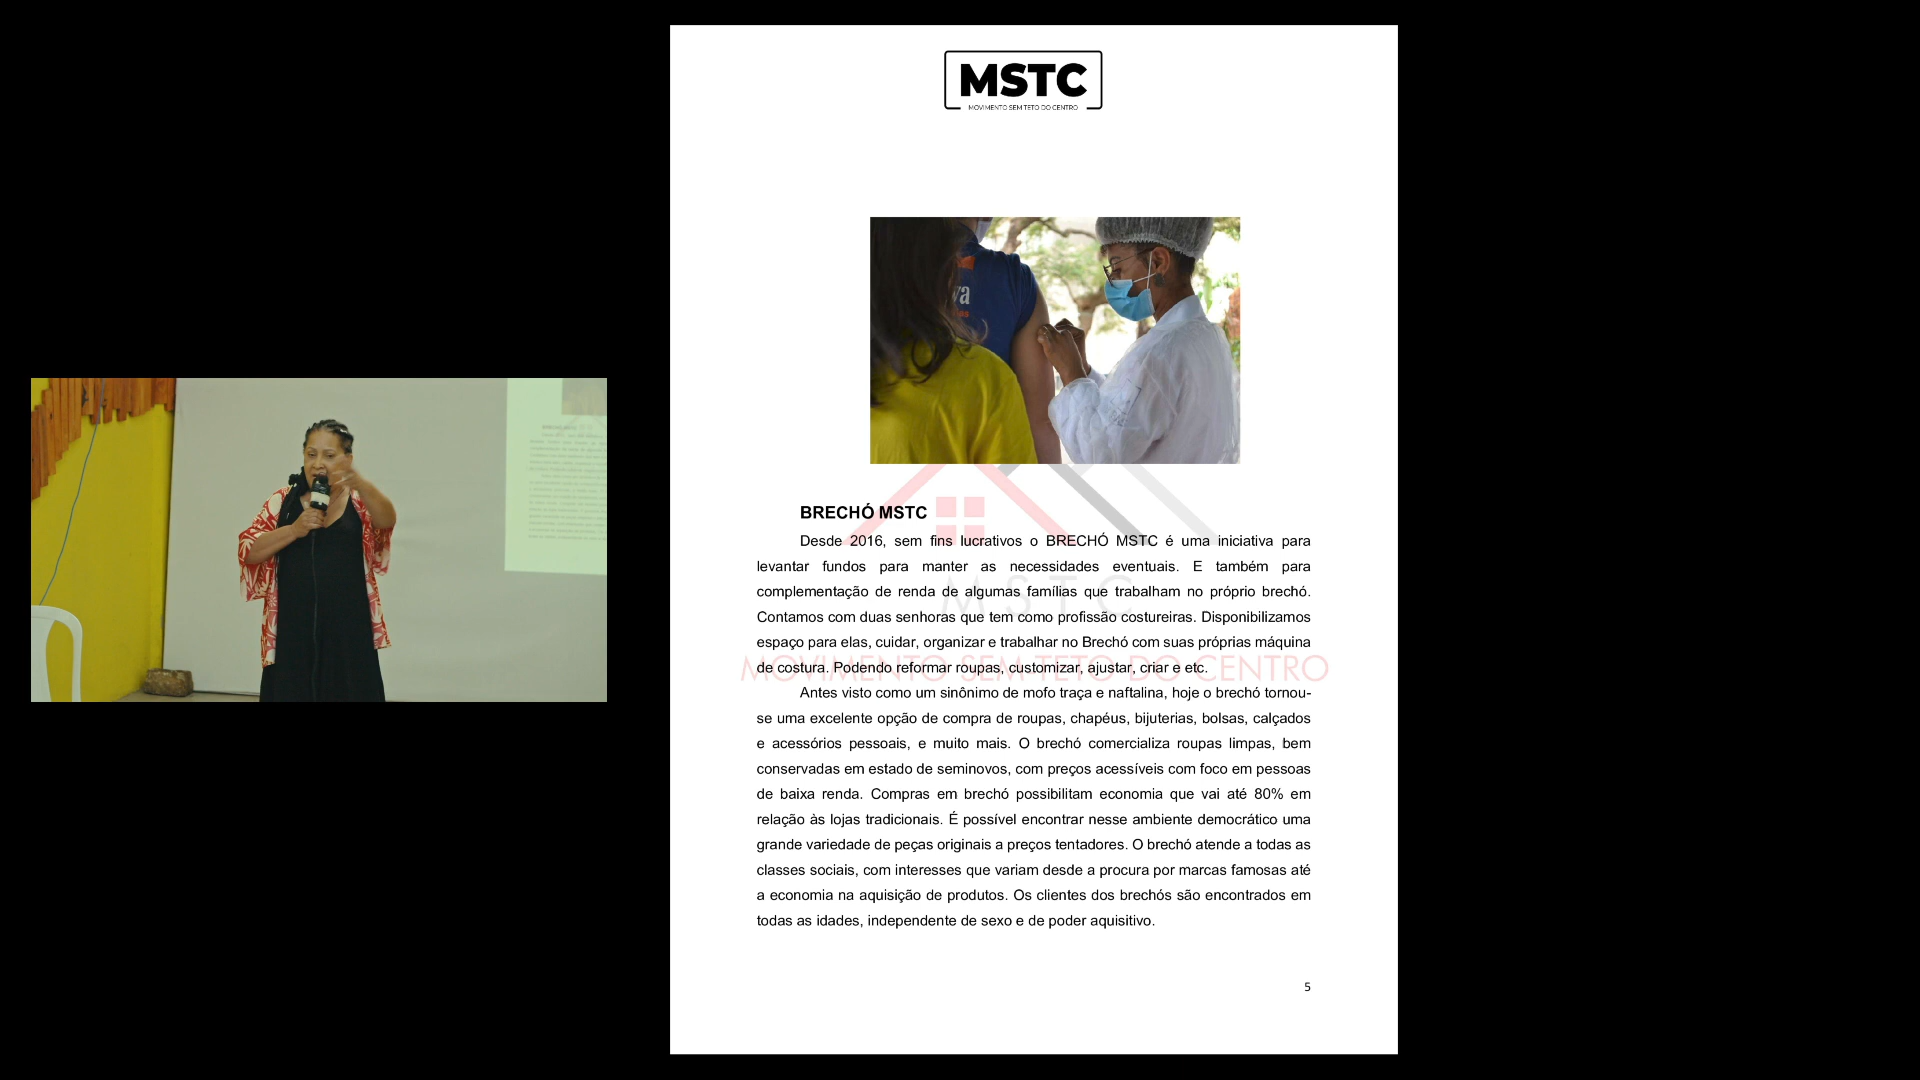 MSTC
MOVIMENTO SEM TETO DO CENTRO
va
BRECHÓ MSTC
Desde 2016, sem fins lucrativos o BRECHÓ MSTC é uma iniciativa para
levantar fundos para manter as necessidades eventuais. E também para
complementação de renda de algumas famílias que trabalham no próprio brechó.
Contamos com duas senhoras que tem como profissão costureiras. Disponibilizamos
espaço para elas, cuidar, organizar e trabalhar no Brechó com suas próprias máquina
de costura. Podendo reformar roupas, customizar, ajustar, criar e etc.
Antes visto como um sinônimo de mofo traça e naftalina, hoje o brechó tornou-
se uma excelente opção de compra de roupas, chapéus, bijuterias, bolsas, calçados
e acessórios pessoais, e muito mais. O brechó comercializa roupas limpas, bem
conservadas em estado de seminovos, com preços acessíveis com foco em pessoas
de baixa renda. Compras em brechó possibilitam economia que vai até 80% em
relação às lojas tradicionais. É possível encontrar nesse ambiente democrático uma
grande variedade de peças originais a preços tentadores. O brechó atende a todas as
classes sociais, com interesses que variam desde a procura por marcas famosas até
a economia na aquisição de produtos. Os clientes dos brechós são encontrados em
todas as idades, independente de sexo e de poder aquisitivo.
MSTC
MOVIMENTO SEM-TETO DO CENTRO
5